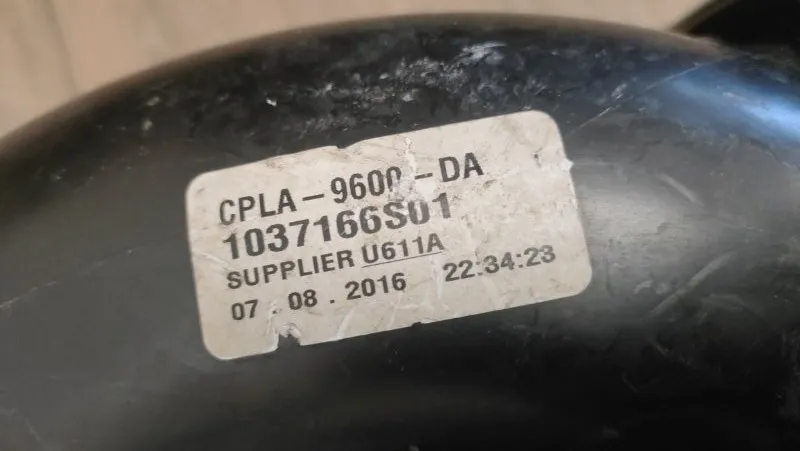 CPLA-9600-DA
1037166S01
SUPPLIER U611A
07 . 08 . 2016 22:34:23